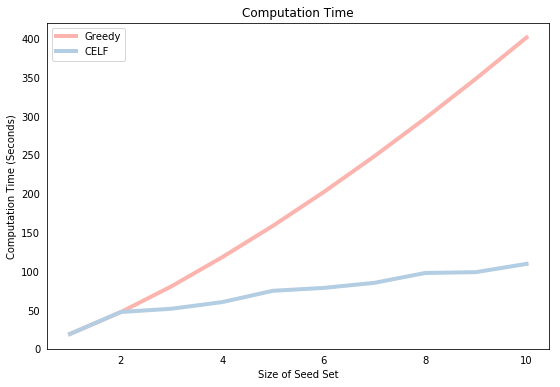 Computation Time
Greedy
CELF
Computation Time (Seconds)
400
350
300
250
200
150
100
50
0
2 4 6 8 10
Size of Seed Set